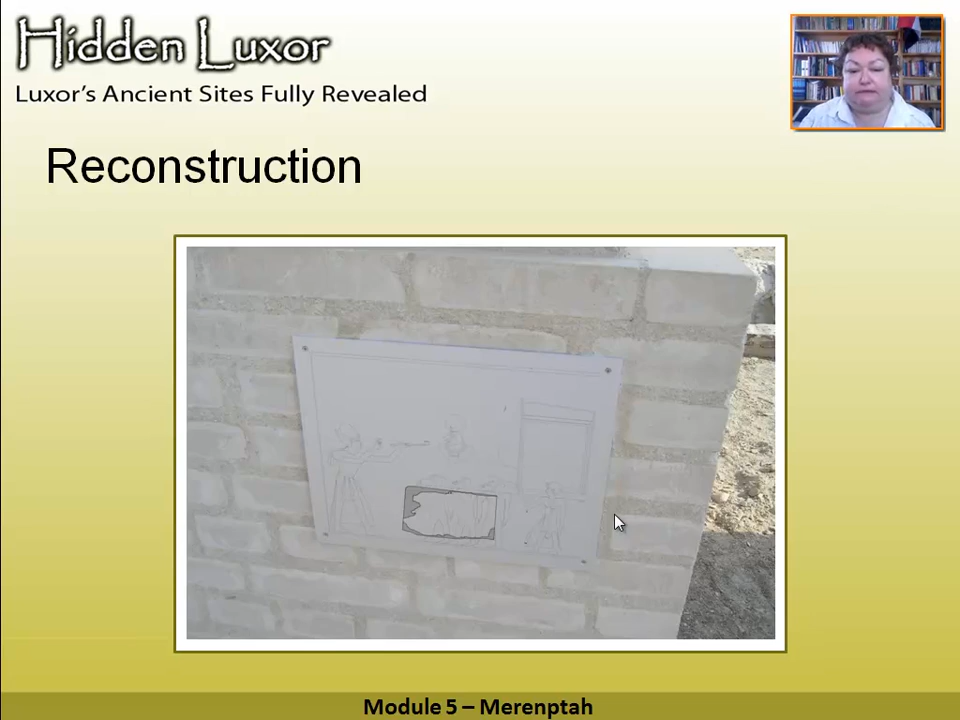 Hidden Luxor
Luxor's Ancient Sites Fully Revealed
Reconstruction
Module 5 – Merenptah